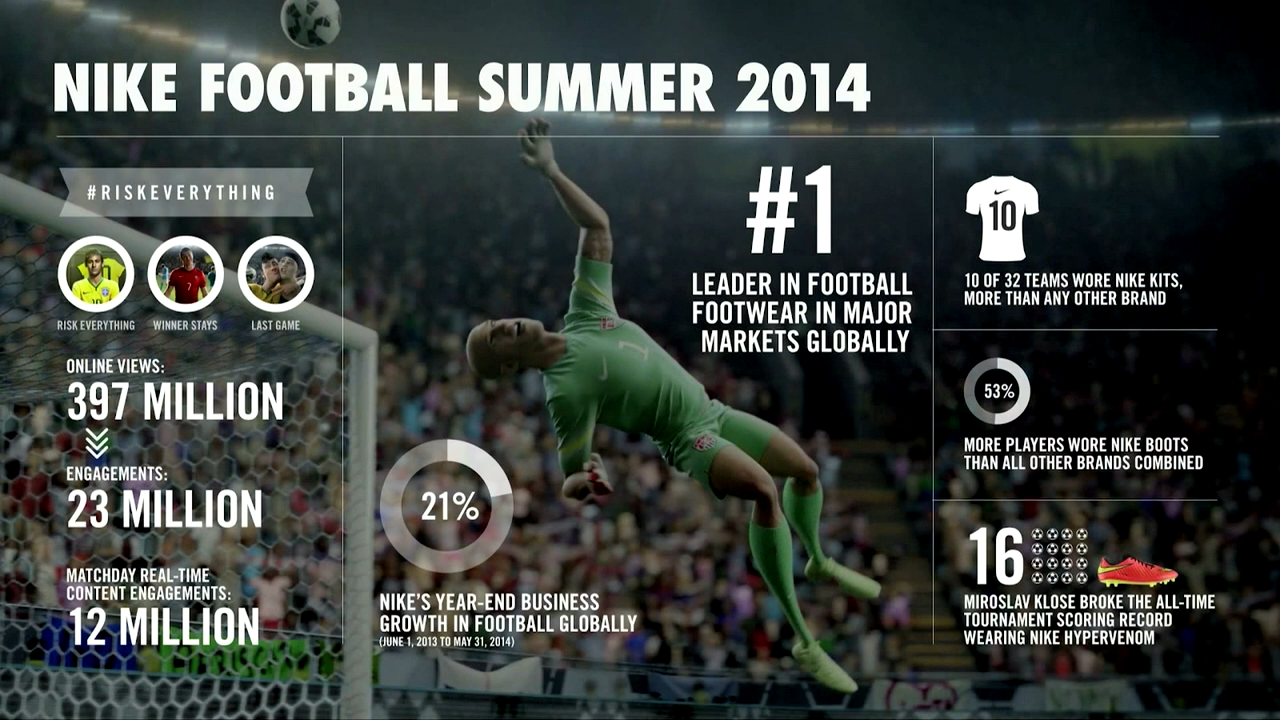 NIKE FOOTBALL SUMMER 2014
#RISKEVERYTHING
RISK EVERYTHING
WINNER STAYS
LAST GAME
ONLINE VIEWS:
397 MILLION
ENGAGEMENTS:
23 MILLION
MATCHDAY REAL-TIME
CONTENT ENGAGEMENTS:
12 MILLION
21%
NIKE'S YEAR-END BUSINESS
GROWTH IN FOOTBALL GLOBALLY
(JUNE 1, 2013 TO MAY 31, 2014)
1
#1
LEADER IN FOOTBALL
FOOTWEAR IN MAJOR
MARKETS GLOBALLY
10
10 OF 32 TEAMS WORE NIKE KITS,
MORE THAN ANY OTHER BRAND
53%
MORE PLAYERS WORE NIKE BOOTS
THAN ALL OTHER BRANDS COMBINED
16
MIROSLAV KLOSE BROKE THE ALL-TIME
TOURNAMENT SCORING RECORD
WEARING NIKE HYPERVENOM